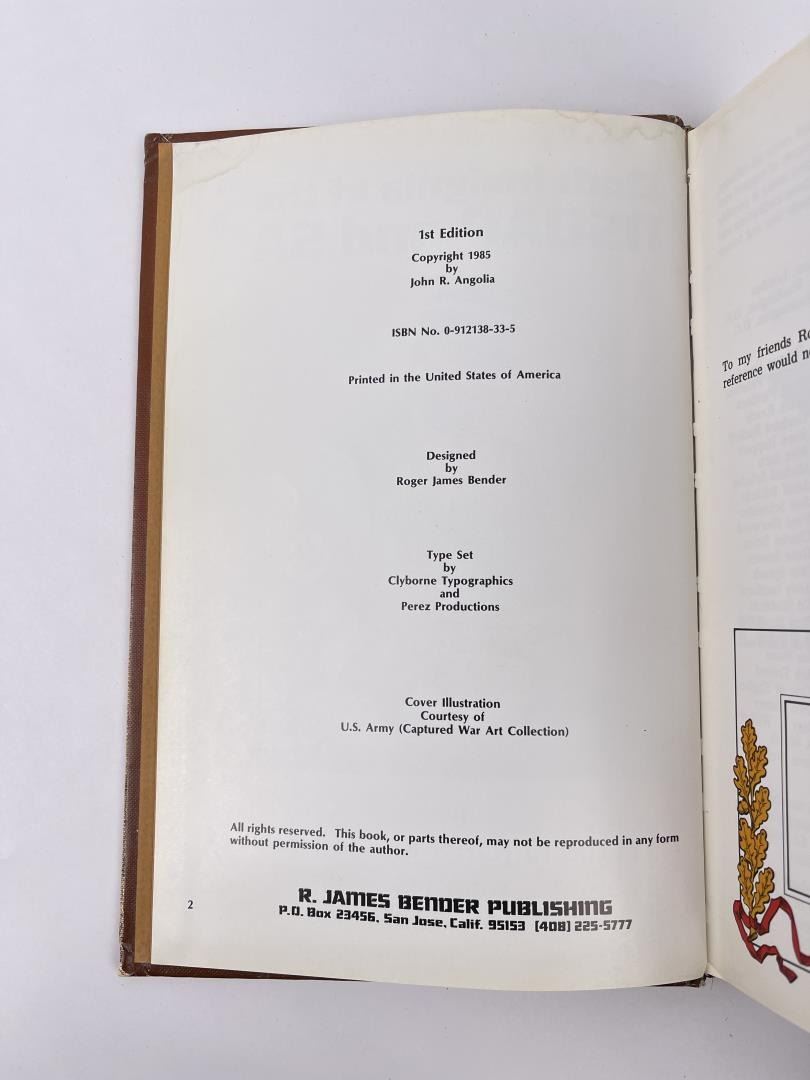 1st Edition
Copyright 1985
by
John R. Angolia
ISBN No. 0-912138-33-5
Printed in the United States of America
Designed
by
Roger James Bender
Type Set
by
Clyborne Typographics
and
Perez Productions
Cover Illustration
Courtesy of
U.S. Army (Captured War Art Collection)
All rights reserved. This book, or parts thereof, may not be reproduced in any form
without permission of the author.
2
R. JAMES BENDER PUBLISHING
P.O. Box 23456, San Jose, Calif. 95153 (408) 225-5777
To my friends
reference would